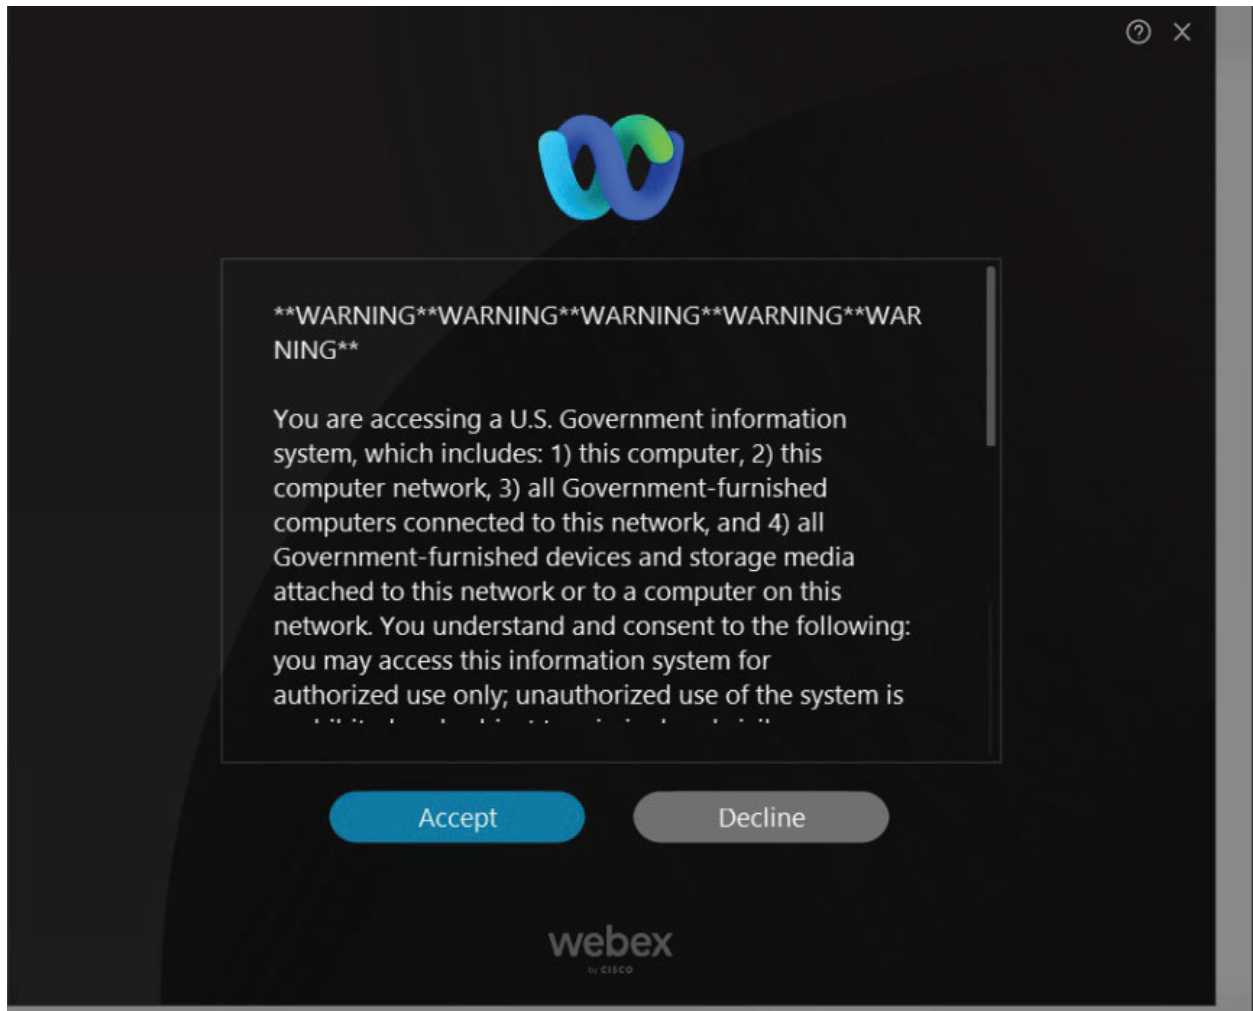 **WARNING**WARNING**WARNING**WARNING**WAR
NING**
You are accessing a U.S. Government information
system, which includes: 1) this computer, 2) this
computer network, 3) all Government-furnished
computers connected to this network, and 4) all
Government-furnished devices and storage media
attached to this network or to a computer on this
network. You understand and consent to the following:
you may access this information system for
authorized use only; unauthorized use of the system is
Accept
Decline
webex
by CISCO